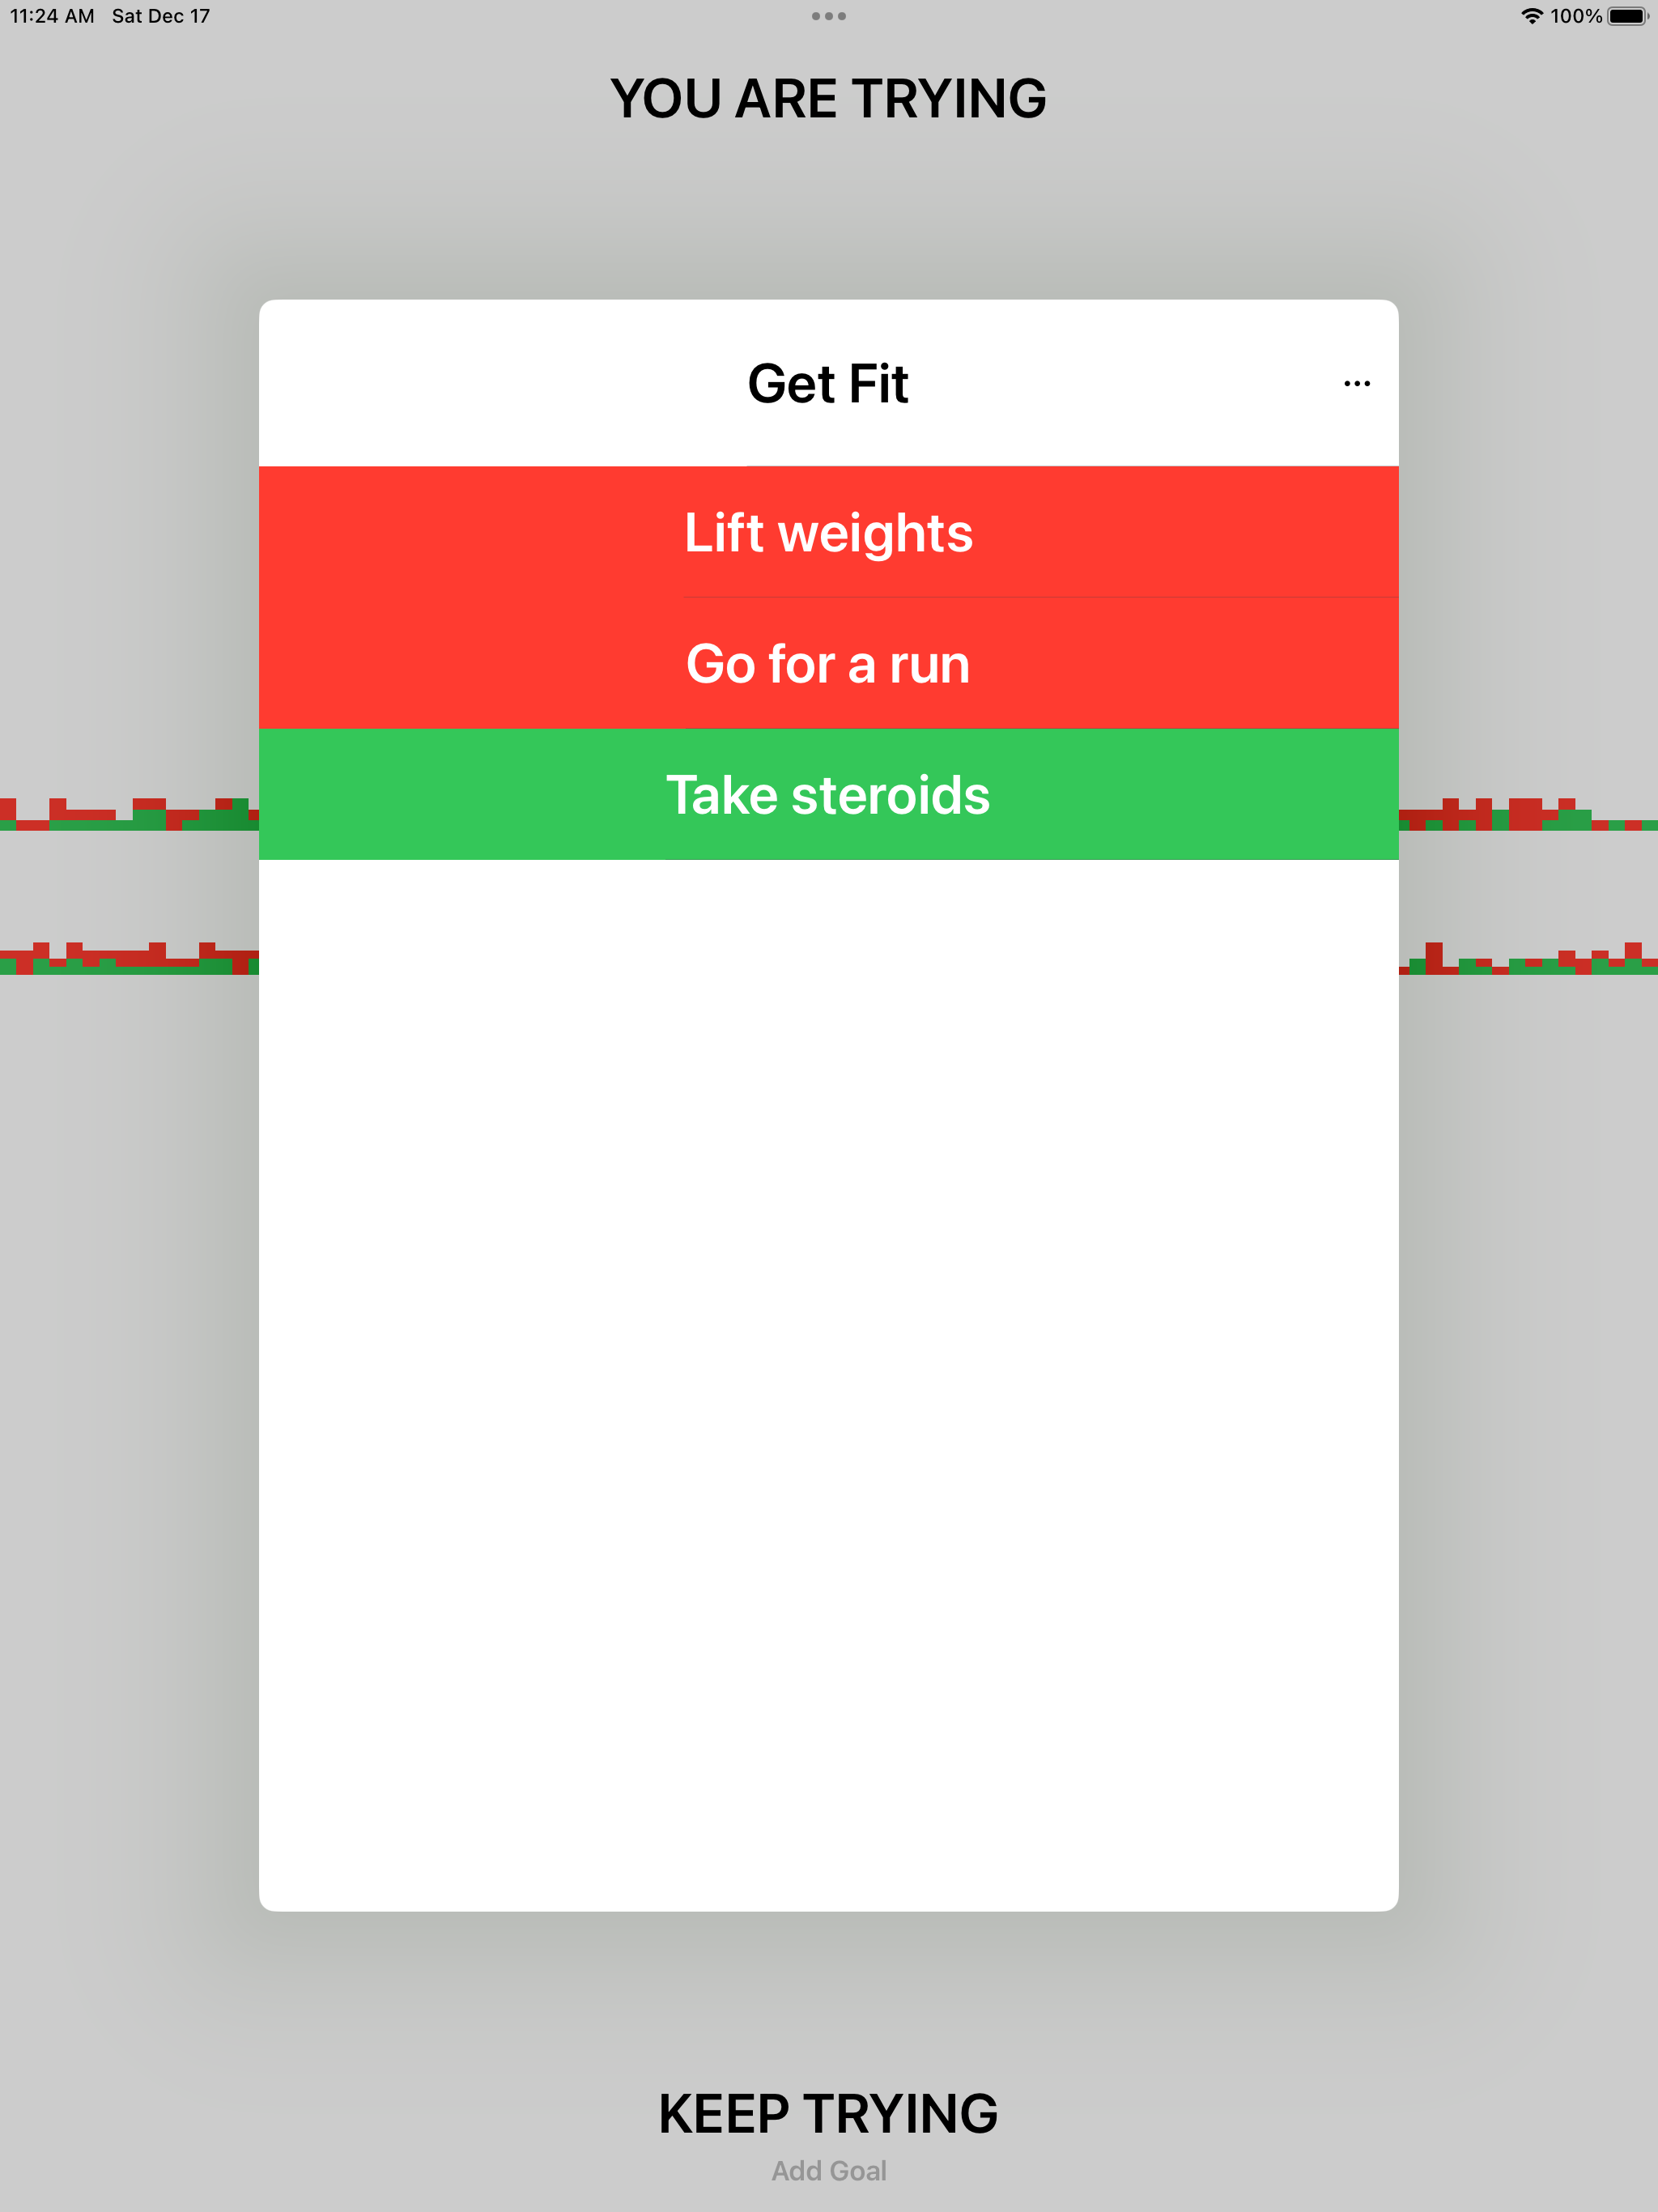 11:24 AM Sat Dec 17
100%
YOU ARE TRYING
Get Fit
Lift weights
Go for a run
Take steroids
KEEP TRYING
Add Goal